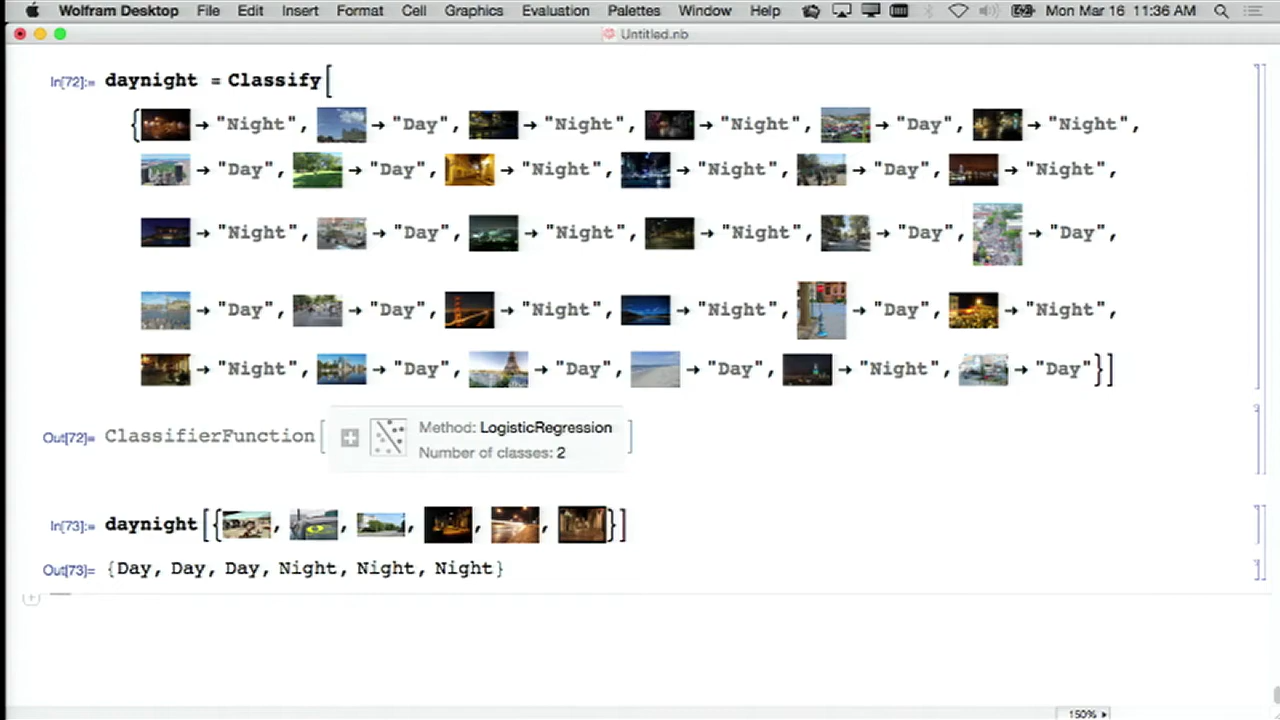 Wolfram Desktop File Edit Insert Format Cell Graphics Evaluation Palettes Window Help Mon Mar 16 11:36 AM
Untitled.nb
In[72]:= daynight = Classify[
{ → "Night", → "Day", → "Night", → "Night", → "Day", → "Night",
→ "Day", → "Day", → "Night", → "Night", → "Day", → "Night",
→ "Night", → "Day", → "Night", → "Night", → "Day", → "Day",
→ "Day", → "Day", → "Night", → "Night", → "Day", → "Night",
→ "Night", → "Day", → "Day", → "Day", → "Night", → "Day"}]
Out[72]= ClassifierFunction[ Method: LogisticRegression
Number of classes: 2 ]
In[73]:= daynight[{ , , , , , }]
Out[73]= {Day, Day, Day, Night, Night, Night}
150%